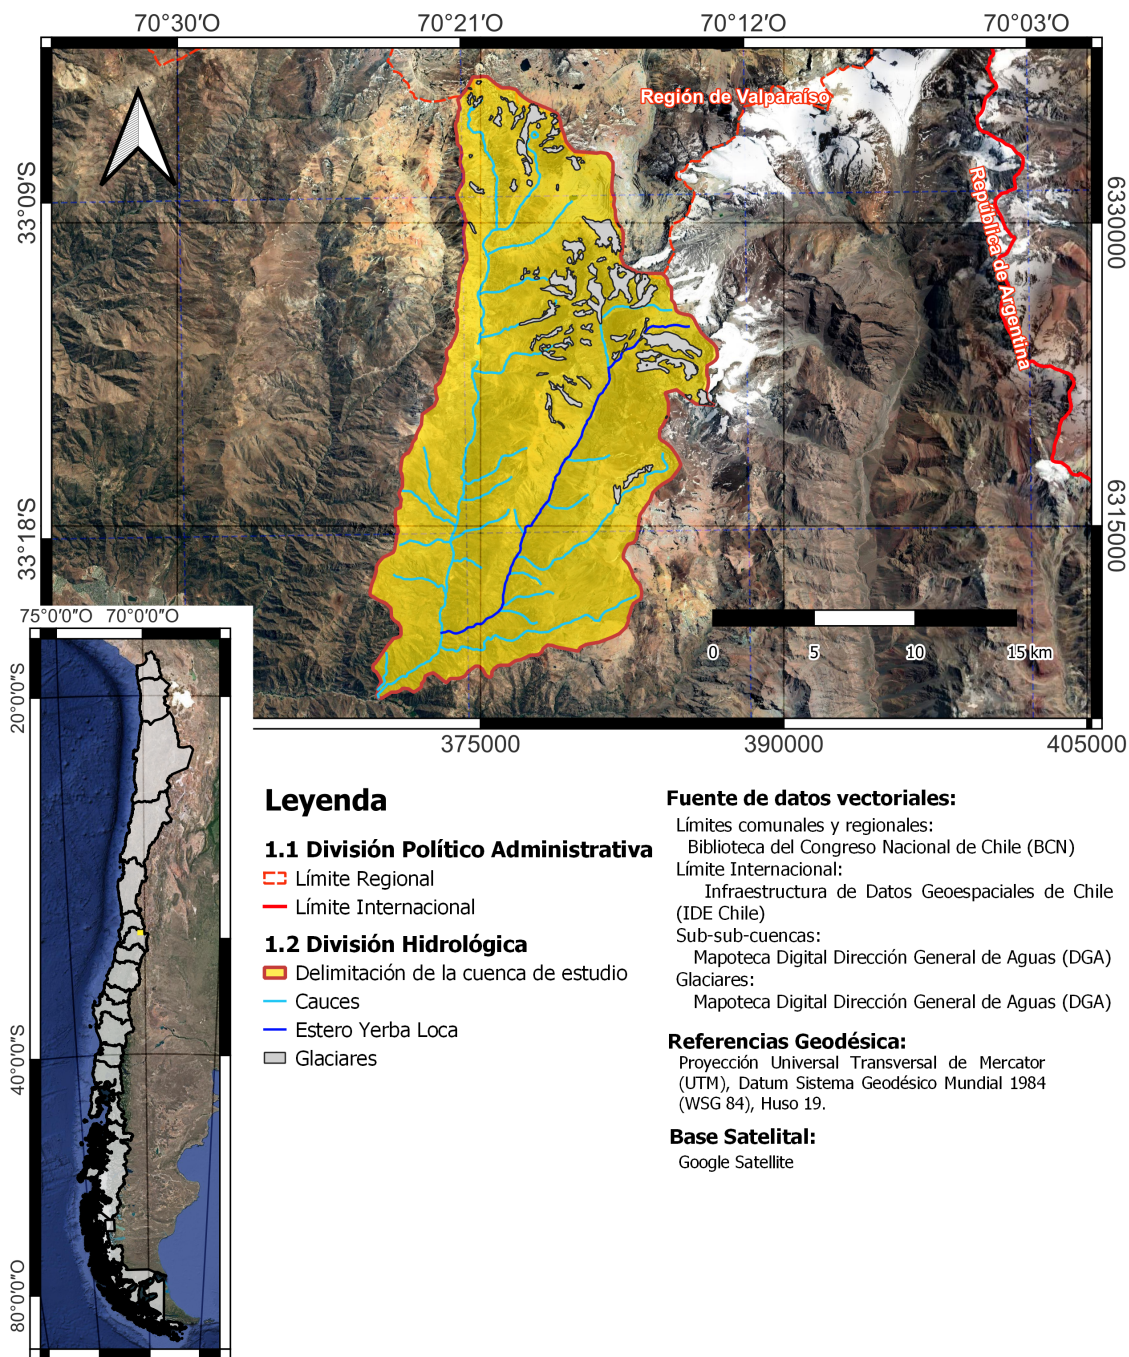 70°30′O 70°21′O 70°12′O 70°03′O
Región de Valparaíso
República de Argentina
33°09′S
33°18′S
6330000
6315000
0 5 10 15 km
375000 390000 405000
75°0′0″O 70°0′0″O
20°0′0″S
40°0′0″S
80°0′0″O
Leyenda
1.1 División Político Administrativa
Límite Regional
Límite Internacional
1.2 División Hidrológica
Delimitación de la cuenca de estudio
Cauces
Estero Yerba Loca
Glaciares
Fuente de datos vectoriales:
Límites comunales y regionales:
Biblioteca del Congreso Nacional de Chile (BCN)
Límite Internacional:
Infraestructura de Datos Geoespaciales de Chile
(IDE Chile)
Sub-sub-cuencas:
Mapoteca Digital Dirección General de Aguas (DGA)
Glaciares:
Mapoteca Digital Dirección General de Aguas (DGA)
Referencias Geodésica:
Proyección Universal Transversal de Mercator
(UTM), Datum Sistema Geodésico Mundial 1984
(WSG 84), Huso 19.
Base Satelital:
Google Satellite